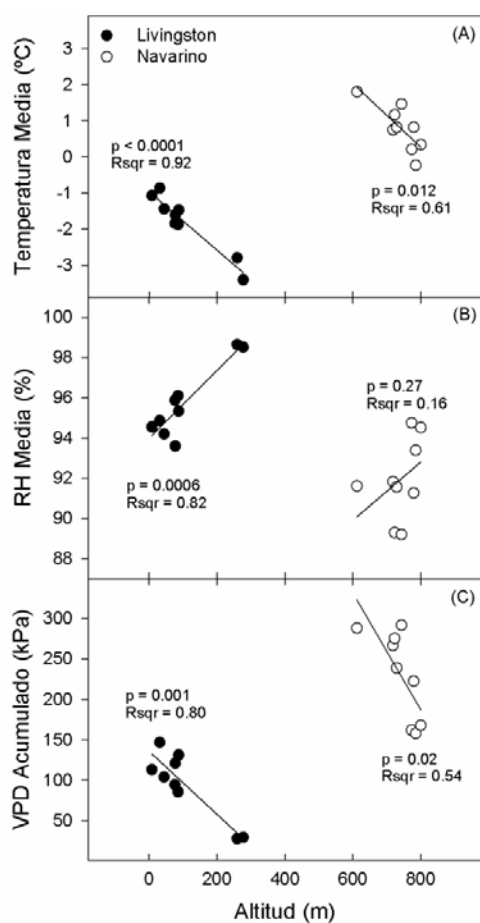 Livingston
Navarino
(A)
3
2
1
0
-1
-2
-3
Temperatura Media (ºC)
p < 0.0001
Rsqr = 0.92
p = 0.012
Rsqr = 0.61
(B)
100
98
96
94
92
90
88
RH Media (%)
p = 0.27
Rsqr = 0.16
p = 0.0006
Rsqr = 0.82
(C)
300
250
200
150
100
50
VPD Acumulado (kPa)
p = 0.001
Rsqr = 0.80
p = 0.02
Rsqr = 0.54
0 200 400 600 800
Altitud (m)